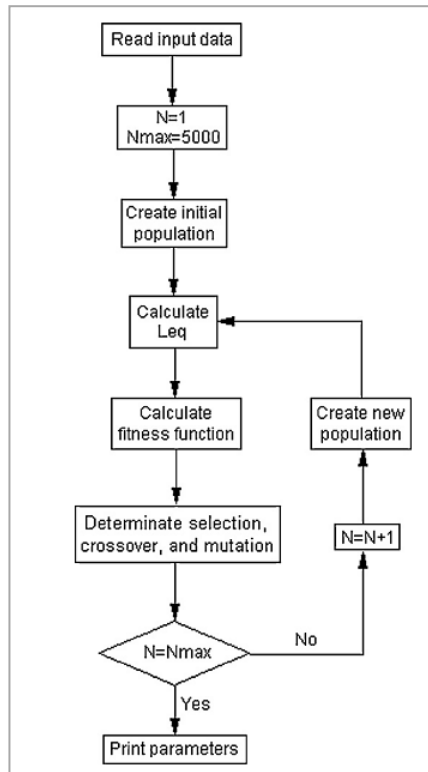 Read input data
N=1
Nmax=5000
Create initial
population
Calculate
Leq
Calculate
fitness function
Create new
population
Determinate selection,
crossover, and mutation
N=N+1
N=Nmax
No
Yes
Print parameters